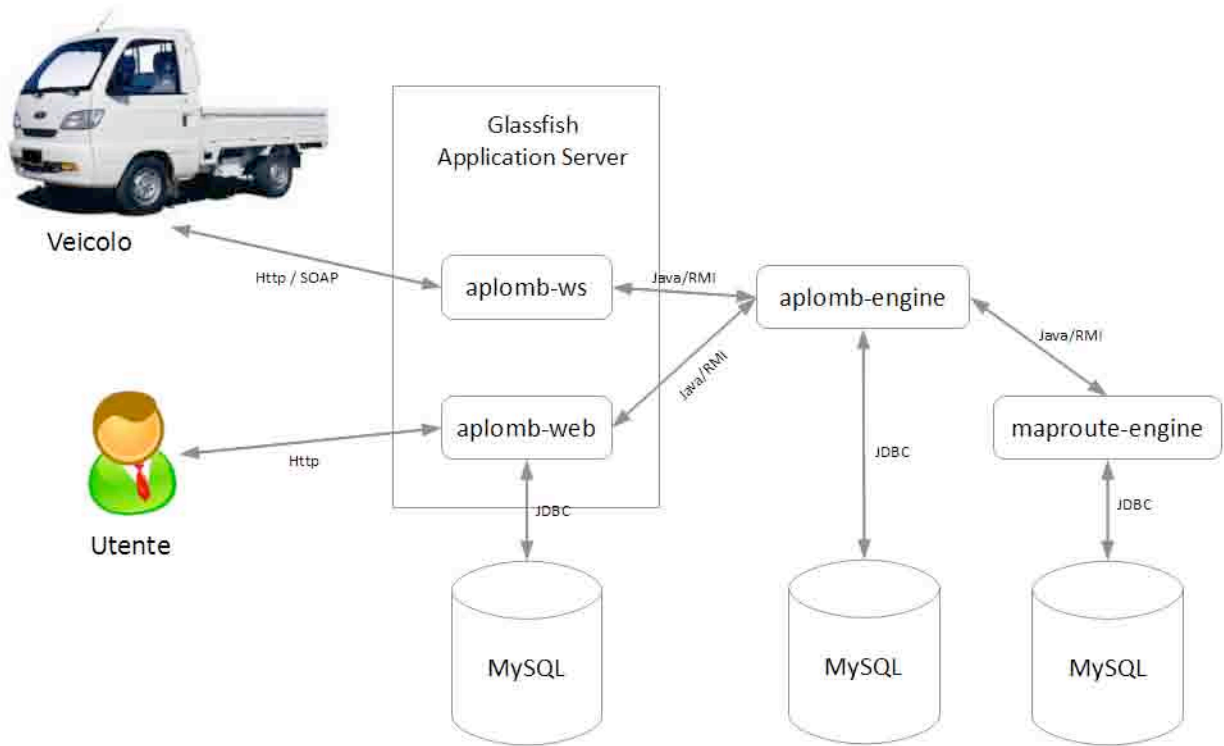 Glassfish
Application Server
Veicolo
Http / SOAP
aplomb-ws
Java/RMI
aplomb-engine
Java/RMI
Java/RMI
aplomb-web
maproute-engine
Http
JDBC
Utente
JDBC
JDBC
MySQL
MySQL
MySQL